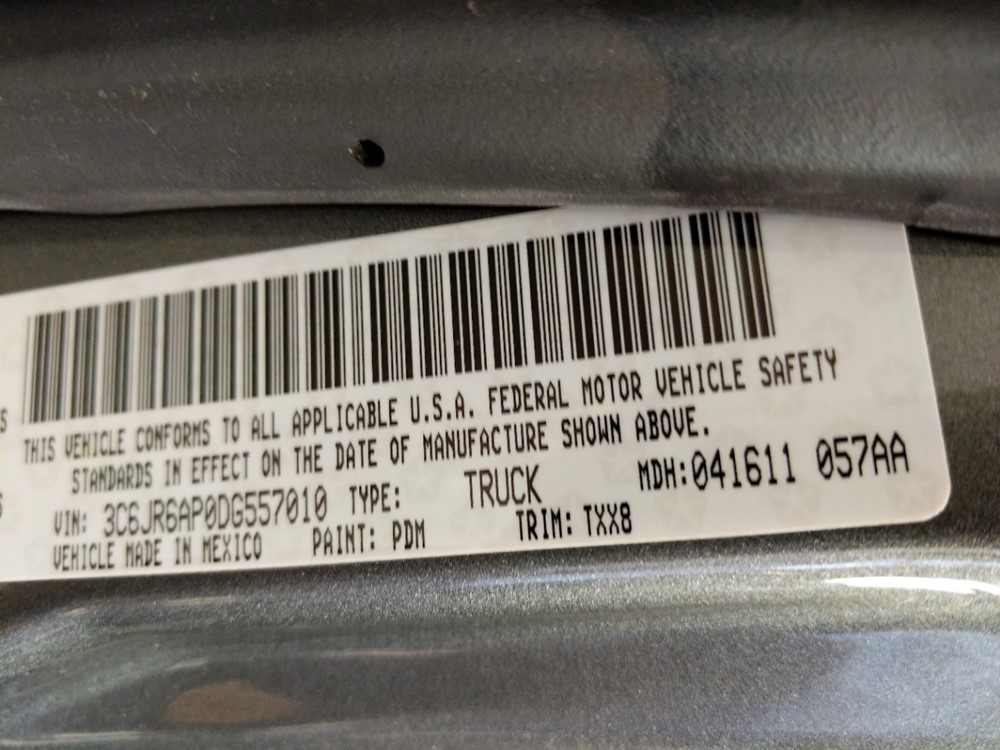 THIS VEHICLE CONFORMS TO ALL APPLICABLE U.S.A. FEDERAL MOTOR VEHICLE SAFETY
STANDARDS IN EFFECT ON THE DATE OF MANUFACTURE SHOWN ABOVE.
VIN: 3C6JR6AP0DG557010 TYPE: TRUCK MDH:041611 057AA
VEHICLE MADE IN MEXICO PAINT: PDM TRIM: TXX8